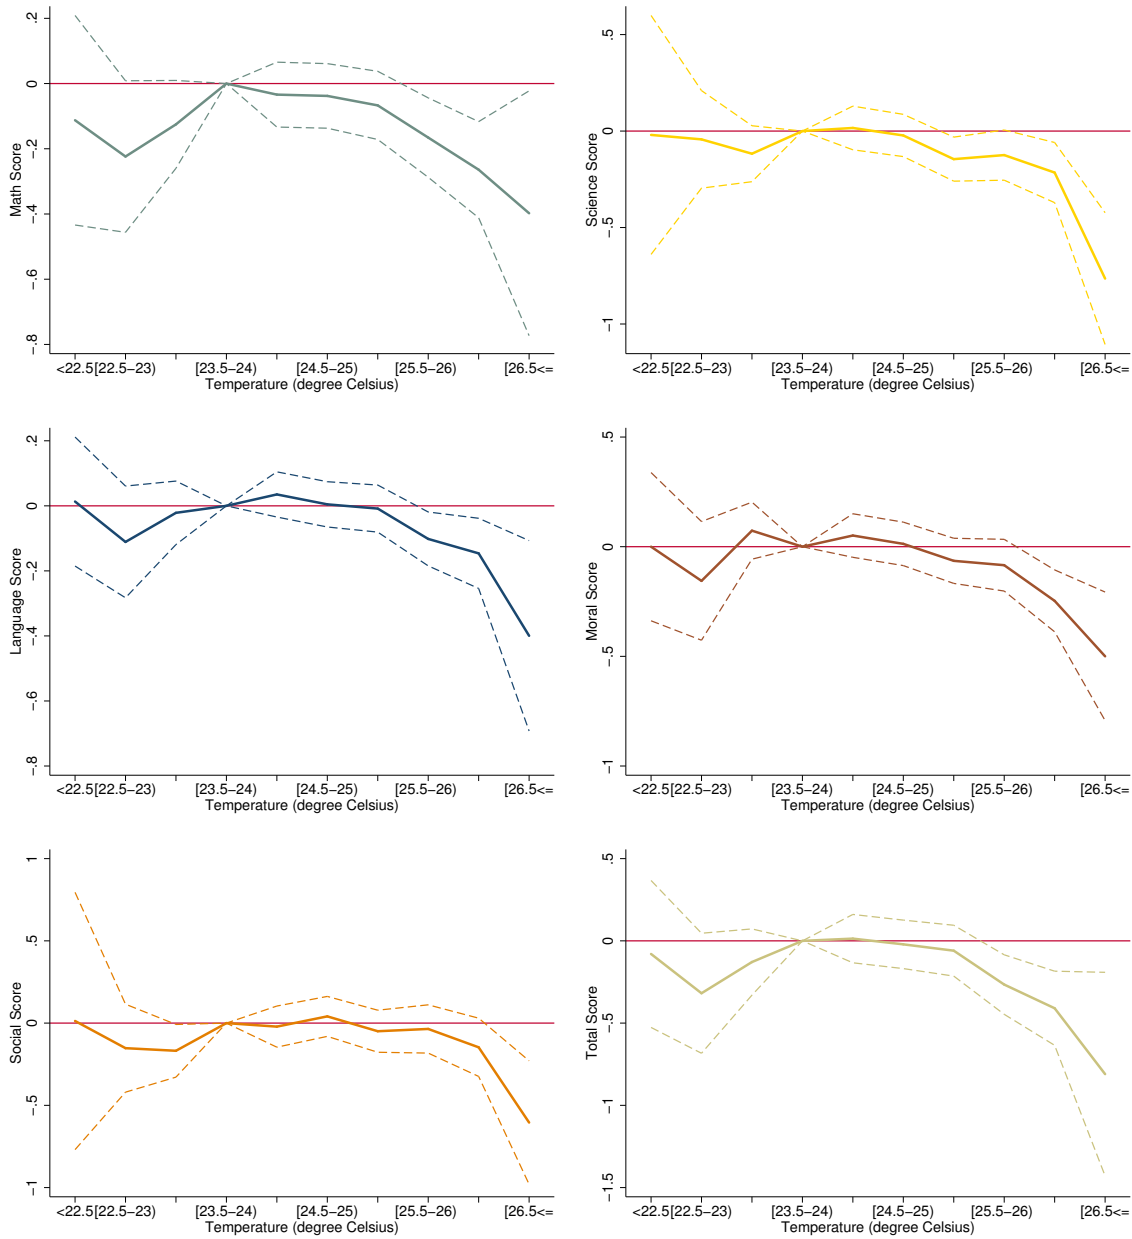 Math Score
.2
0
-.2
-.4
-.6
-.8
<22.5 [22.5-23) [23.5-24) [24.5-25) [25.5-26) [26.5<=
Temperature (degree Celsius)
Science Score
.5
0
-.5
-1
<22.5 [22.5-23) [23.5-24) [24.5-25) [25.5-26) [26.5<=
Temperature (degree Celsius)
Language Score
.2
0
-.2
-.4
-.6
-.8
<22.5 [22.5-23) [23.5-24) [24.5-25) [25.5-26) [26.5<=
Temperature (degree Celsius)
Moral Score
.5
0
-.5
-1
<22.5 [22.5-23) [23.5-24) [24.5-25) [25.5-26) [26.5<=
Temperature (degree Celsius)
Social Score
1
.5
0
-.5
-1
<22.5 [22.5-23) [23.5-24) [24.5-25) [25.5-26) [26.5<=
Temperature (degree Celsius)
Total Score
.5
0
-.5
-1
-1.5
<22.5 [22.5-23) [23.5-24) [24.5-25) [25.5-26) [26.5<=
Temperature (degree Celsius)